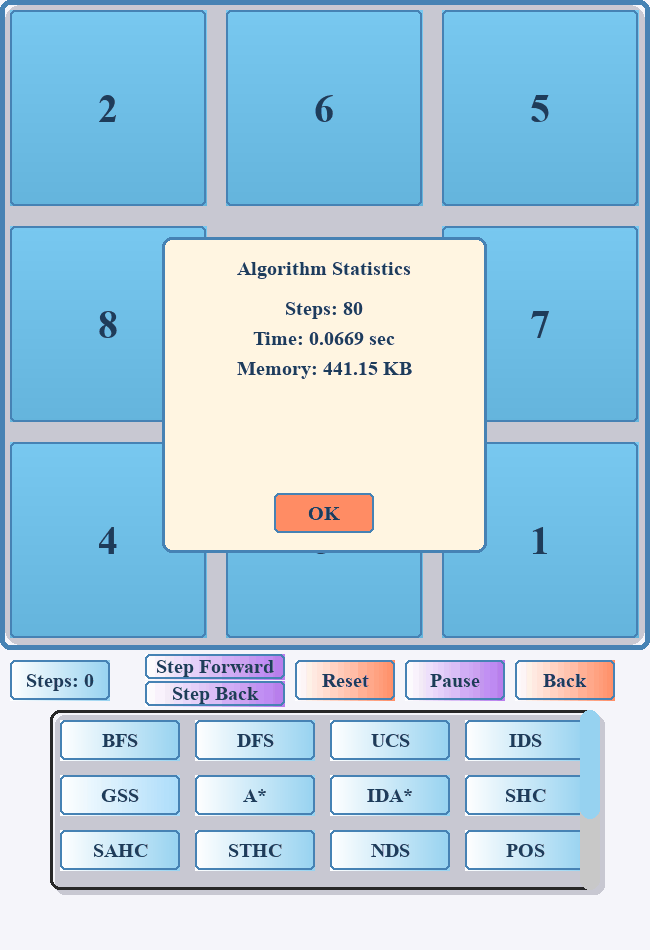 2 6 5
8 7
Algorithm Statistics
Steps: 80
Time: 0.0669 sec
Memory: 441.15 KB
OK
4 1
Steps: 0
Step Forward
Step Back
Reset
Pause
Back
BFS DFS UCS IDS
GSS A* IDA* SHC
SAHC STHC NDS POS